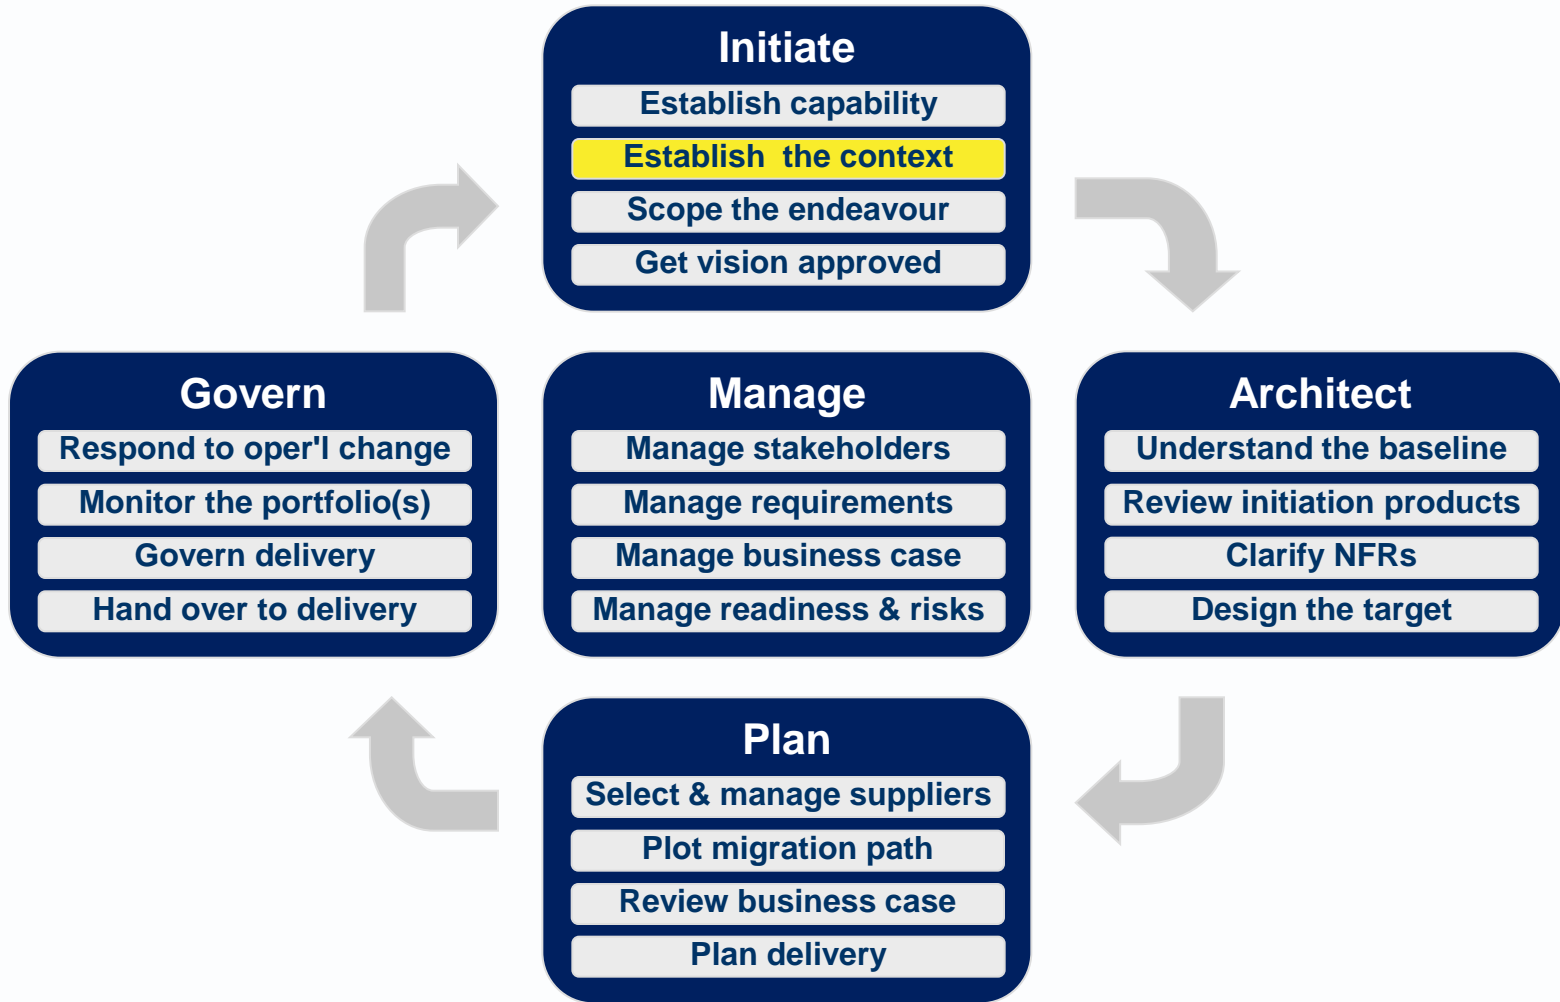 Initiate
Establish capability
Establish  the context
Scope the endeavour
Get vision approved
Govern
Respond to oper'l change
Monitor the portfolio(s)
Govern delivery
Hand over to delivery
Manage
Manage stakeholders
Manage requirements
Manage business case
Manage readiness & risks
Architect
Understand the baseline
Review initiation products
Clarify NFRs
Design the target
Plan
Select & manage suppliers
Plot migration path
Review business case
Plan delivery